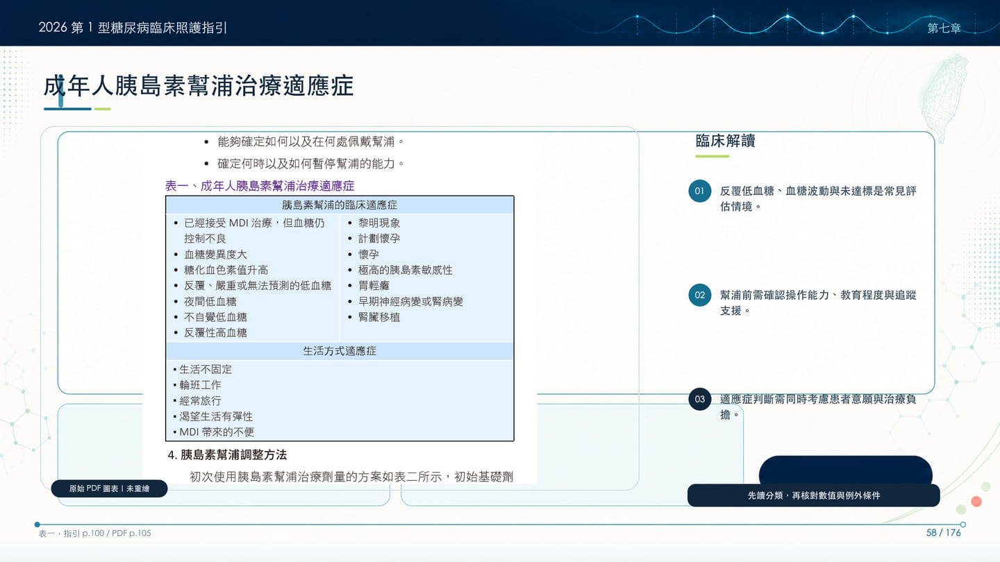 2026 第 1 型糖尿病臨床照護指引
第七章
成年人胰島素幫浦治療適應症
• 能夠確定如何以及在何處佩戴幫浦。
• 確定何時以及如何暫停幫浦的能力。
表一、成年人胰島素幫浦治療適應症
胰島素幫浦的臨床適應症
• 已經接受 MDI 治療，但血糖仍
控制不良
• 血糖變異度大
• 糖化血色素值升高
• 反覆、嚴重或無法預測的低血糖
• 夜間低血糖
• 不自覺低血糖
• 反覆性高血糖
• 黎明現象
• 計劃懷孕
• 懷孕
• 極高的胰島素敏感性
• 胃輕癱
• 早期神經病變或腎病變
• 腎臟移植
生活方式適應症
▪ 生活不固定
▪ 輪班工作
▪ 經常旅行
▪ 渴望生活有彈性
▪ MDI 帶來的不便
4. 胰島素幫浦調整方法
初次使用胰島素幫浦治療劑量的方案如表二所示，初始基礎劑
原始 PDF 圖表｜未重繪
臨床解讀
01 反覆低血糖、血糖波動與未達標是常見評
估情境。
02 幫浦前需確認操作能力、教育程度與追蹤
支援。
03 適應症判斷需同時考慮患者意願與治療負
擔。
先讀分類，再核對數值與例外條件
表一・指引 p.100 / PDF p.105
58 / 176